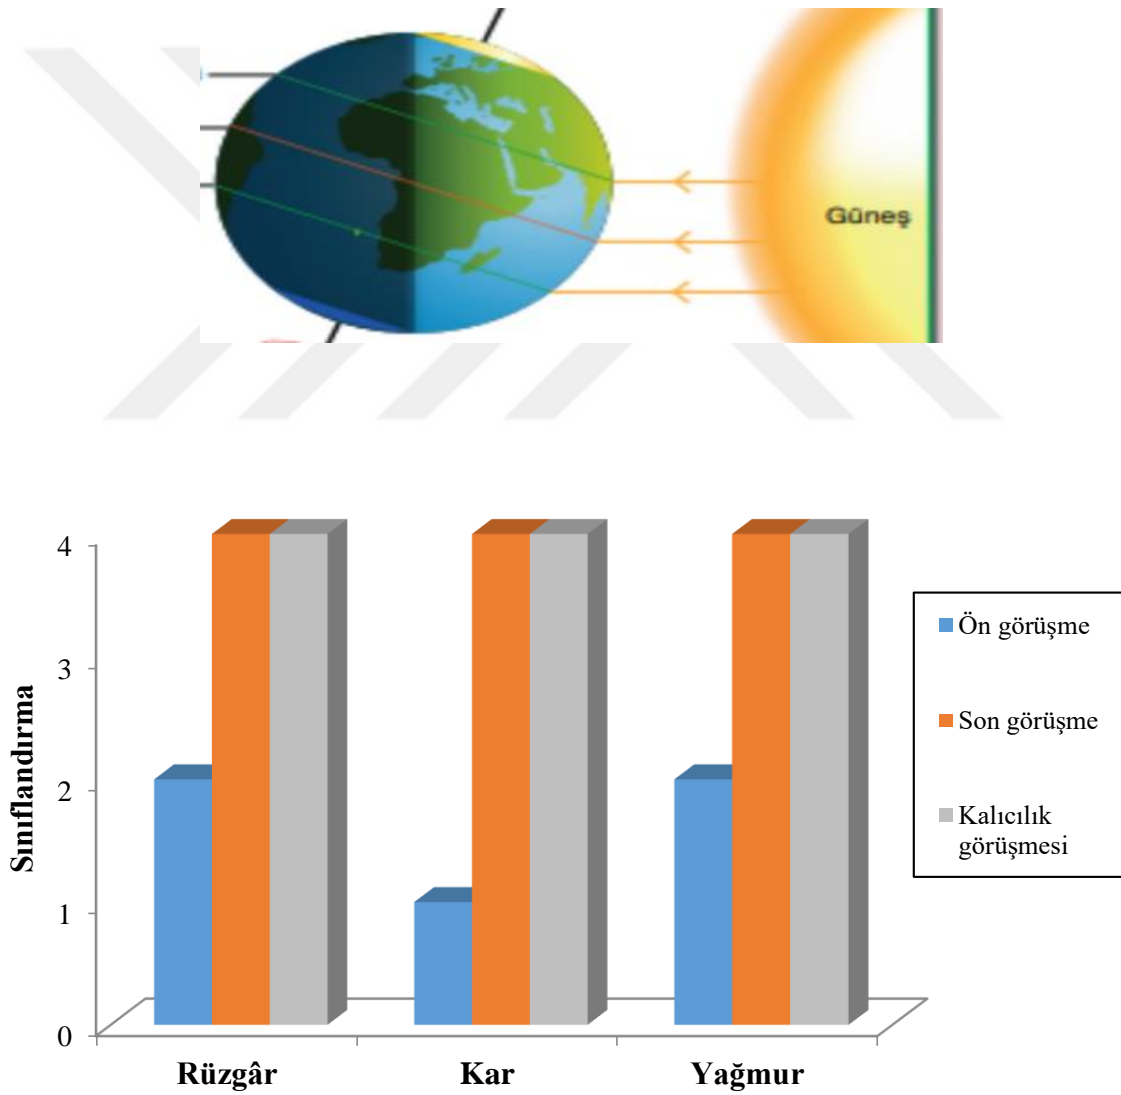 Güneş
4
3
2
1
0
Sınıflandırma
Rüzgâr
Kar
Yağmur
Ön görüşme
Son görüşme
Kalıcılık
görüşmesi